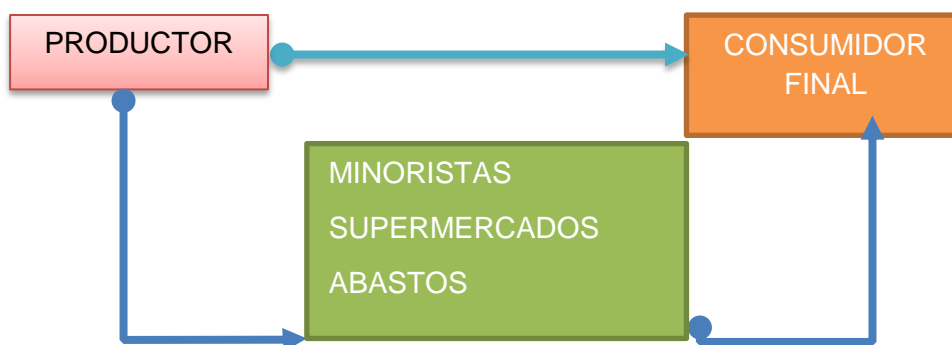 PRODUCTOR
CONSUMIDOR
FINAL
MINORISTAS
SUPERMERCADOS
ABASTOS